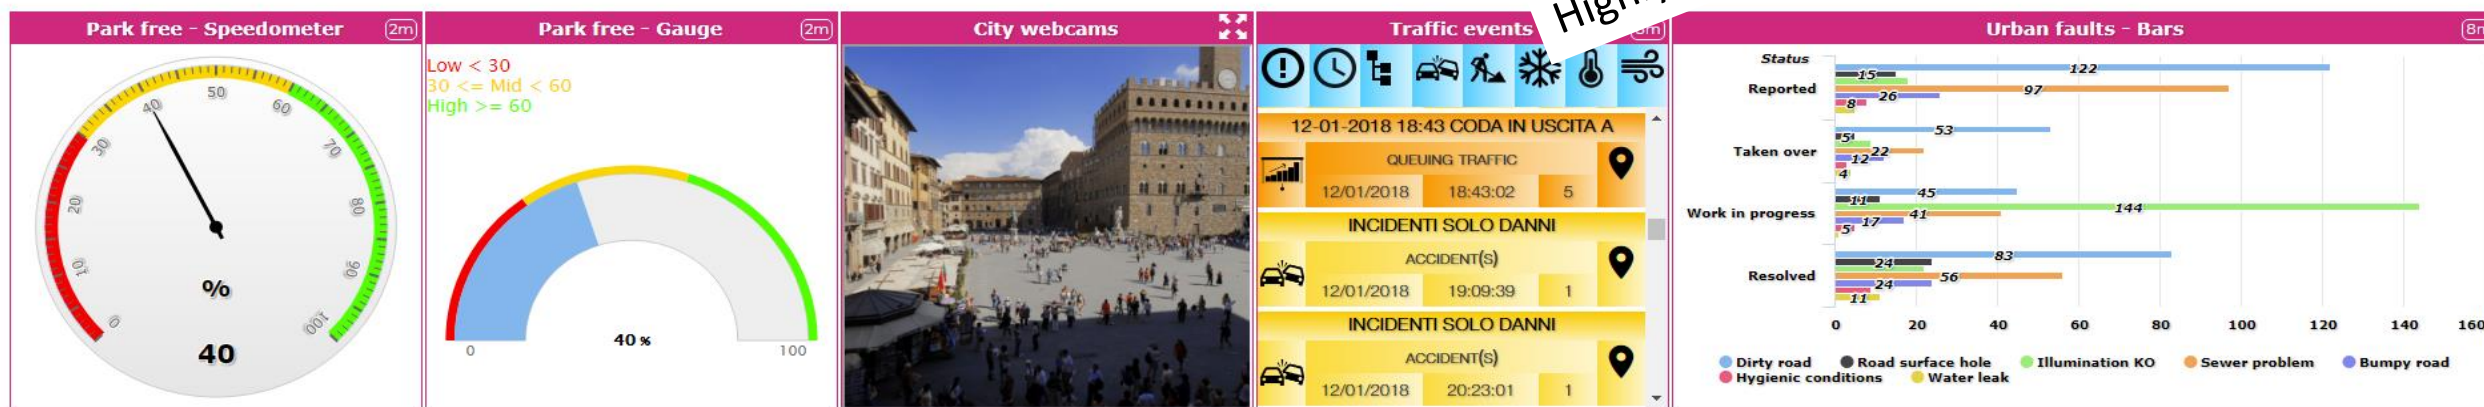 Park free - Speedometer 2m
0 10 20 30 40 50 60 70 80 90 100
%
40
Park free - Gauge 2m
Low < 30
30 <= Mid < 60
High >= 60
40 %
0 100
City webcams
Traffic events
12-01-2018 18:43 CODA IN USCITA A
QUEUING TRAFFIC
12/01/2018 18:43:02 5
INCIDENTI SOLO DANNI
ACCIDENT(S)
12/01/2018 19:09:39 1
INCIDENTI SOLO DANNI
ACCIDENT(S)
12/01/2018 20:23:01 1
Urban faults - Bars
Status
Reported
122
15
97
26
8
Taken over
53
5
22
12
4
Work in progress
45
11
144
41
17
5
Resolved
83
24
56
24
11
0 20 40 60 80 100 120 140 160
Dirty road Road surface hole Illumination KO Sewer problem Bumpy road
Hygienic conditions Water leak